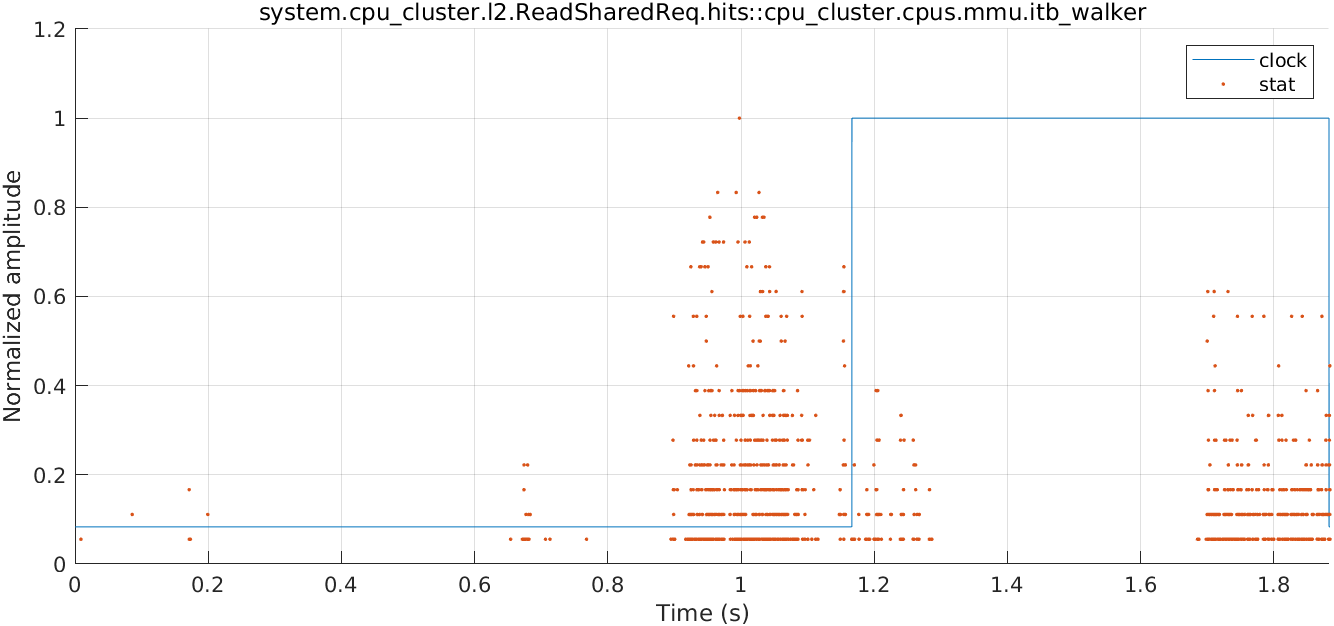 system.cpu_cluster.l2.ReadSharedReq.hits::cpu_cluster.cpus.mmu.itb_walker
1.2
clock
stat
1
0.8
Normalized amplitude
0.6
0.4
0.2
0
0 0.2 0.4 0.6 0.8 1 1.2 1.4 1.6 1.8
Time (s)